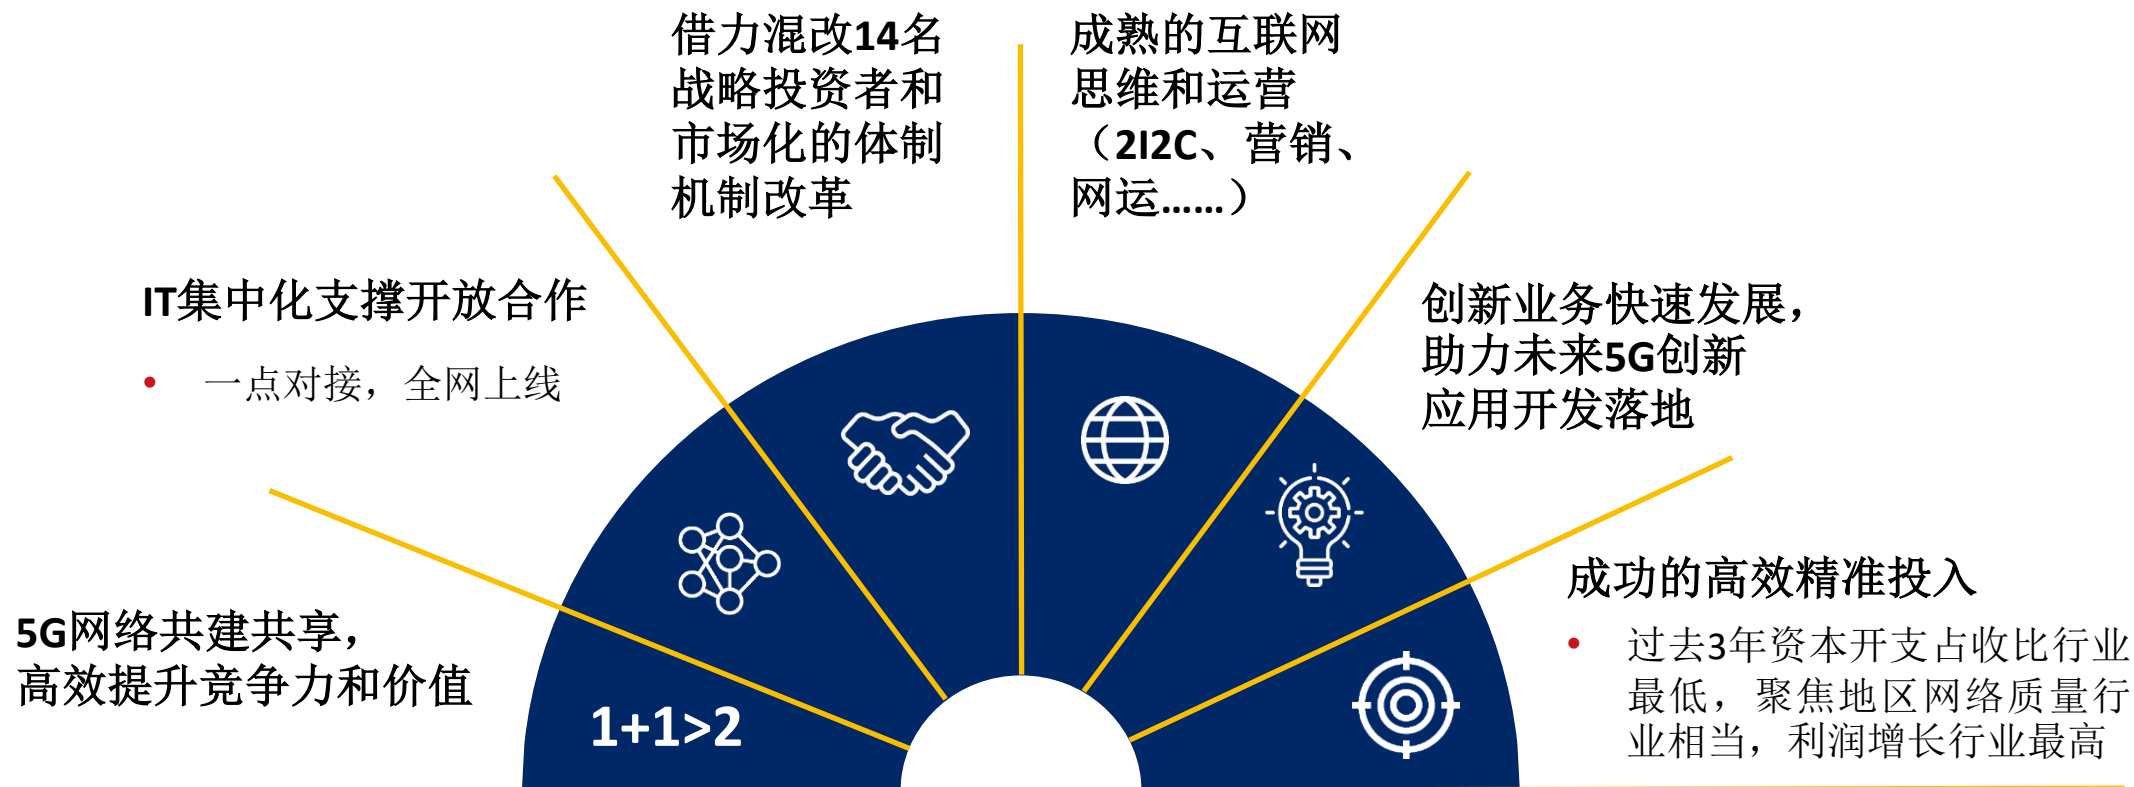 借力混改14名
战略投资者和
市场化的体制
机制改革
成熟的互联网
思维和运营
（2I2C、营销、
网运……）
IT集中化支撑开放合作
• 一点对接，全网上线
创新业务快速发展，
助力未来5G创新
应用开发落地
5G网络共建共享，
高效提升竞争力和价值
1+1>2
成功的高效精准投入
• 过去3年资本开支占收比行业
最低，聚焦地区网络质量行
业相当，利润增长行业最高